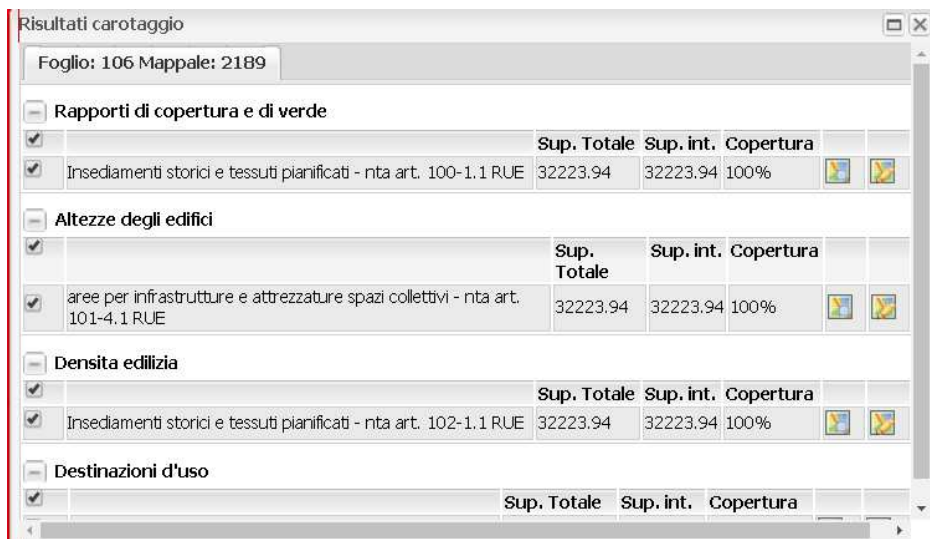 Risultati carotaggio
Foglio: 106 Mappale: 2189
Rapporti di copertura e di verde
Sup. Totale Sup. int. Copertura
Insediamenti storici e tessuti pianificati - nta art. 100-1.1 RUE 32223.94 32223.94 100%
Altezze degli edifici
Sup. Totale Sup. int. Copertura
aree per infrastrutture e attrezzature spazi collettivi - nta art. 101-4.1 RUE 32223.94 32223.94 100%
Densita edilizia
Sup. Totale Sup. int. Copertura
Insediamenti storici e tessuti pianificati - nta art. 102-1.1 RUE 32223.94 32223.94 100%
Destinazioni d'uso
Sup. Totale Sup. int. Copertura